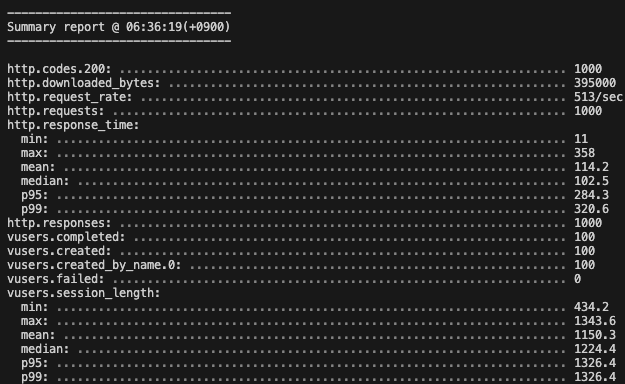 --------------------------------
Summary report @ 06:36:19(+0900)
--------------------------------
http.codes.200: ................................................................ 1000
http.downloaded_bytes: ......................................................... 395000
http.request_rate: ............................................................. 513/sec
http.requests: ................................................................. 1000
http.response_time:
  min: ......................................................................... 11
  max: ......................................................................... 358
  mean: ........................................................................ 114.2
  median: ...................................................................... 102.5
  p95: ......................................................................... 284.3
  p99: ......................................................................... 320.6
http.responses: ................................................................ 1000
vusers.completed: .............................................................. 100
vusers.created: ................................................................ 100
vusers.created_by_name.0: ...................................................... 100
vusers.failed: ................................................................. 0
vusers.session_length:
  min: ......................................................................... 434.2
  max: ......................................................................... 1343.6
  mean: ........................................................................ 1150.3
  median: ...................................................................... 1224.4
  p95: ......................................................................... 1326.4
  p99: ......................................................................... 1326.4